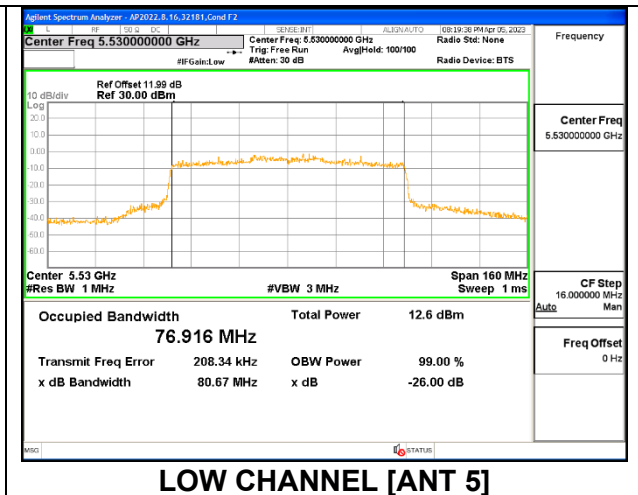 Agilent Spectrum Analyzer - AP2022.8.16,32181,Cond F2
L RF 50 Ω DC SENSE:INT ALIGN AUTO 08:19:38 PM Apr 05, 2023
Center Freq 5.530000000 GHz Center Freq: 5.530000000 GHz Radio Std: None Frequency
Trig: Free Run Avg|Hold: 100/100
#IFGain:Low #Atten: 30 dB Radio Device: BTS
Ref Offset 11.99 dB
10 dB/div Ref 30.00 dBm
Log
20.0
10.0
0.00
-10.0
-20.0
-30.0
-40.0
-50.0
-60.0
Center 5.53 GHz Span 160 MHz
#Res BW 1 MHz #VBW 3 MHz Sweep 1 ms
Occupied Bandwidth Total Power 12.6 dBm
76.916 MHz
Transmit Freq Error 208.34 kHz OBW Power 99.00 %
x dB Bandwidth 80.67 MHz x dB -26.00 dB
Center Freq
5.530000000 GHz
CF Step
16.000000 MHz
Auto Man
Freq Offset
0 Hz
MSG STATUS
LOW CHANNEL [ANT 5]